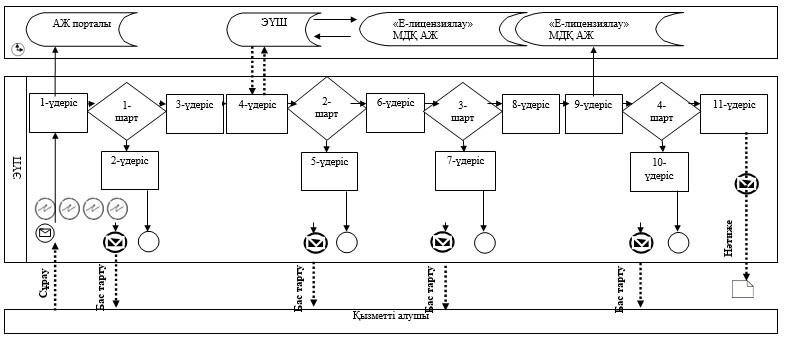 АЖ порталы
ЭҮШ
«Е-лицензиялау»
МДҚ АЖ
«Е-лицензиялау»
МДҚ АЖ
ЭҮП
1-үдеріс
1-
шарт
3-үдеріс
4-үдеріс
2-
шарт
6-үдеріс
3-
шарт
8-үдеріс
9-үдеріс
4-
шарт
11-үдеріс
2-үдеріс
5-үдеріс
7-үдеріс
10-
үдеріс
Сұрау
Бас тарту
Бас тарту
Бас тарту
Бас тарту
Нәтиже
Қызметті алушы